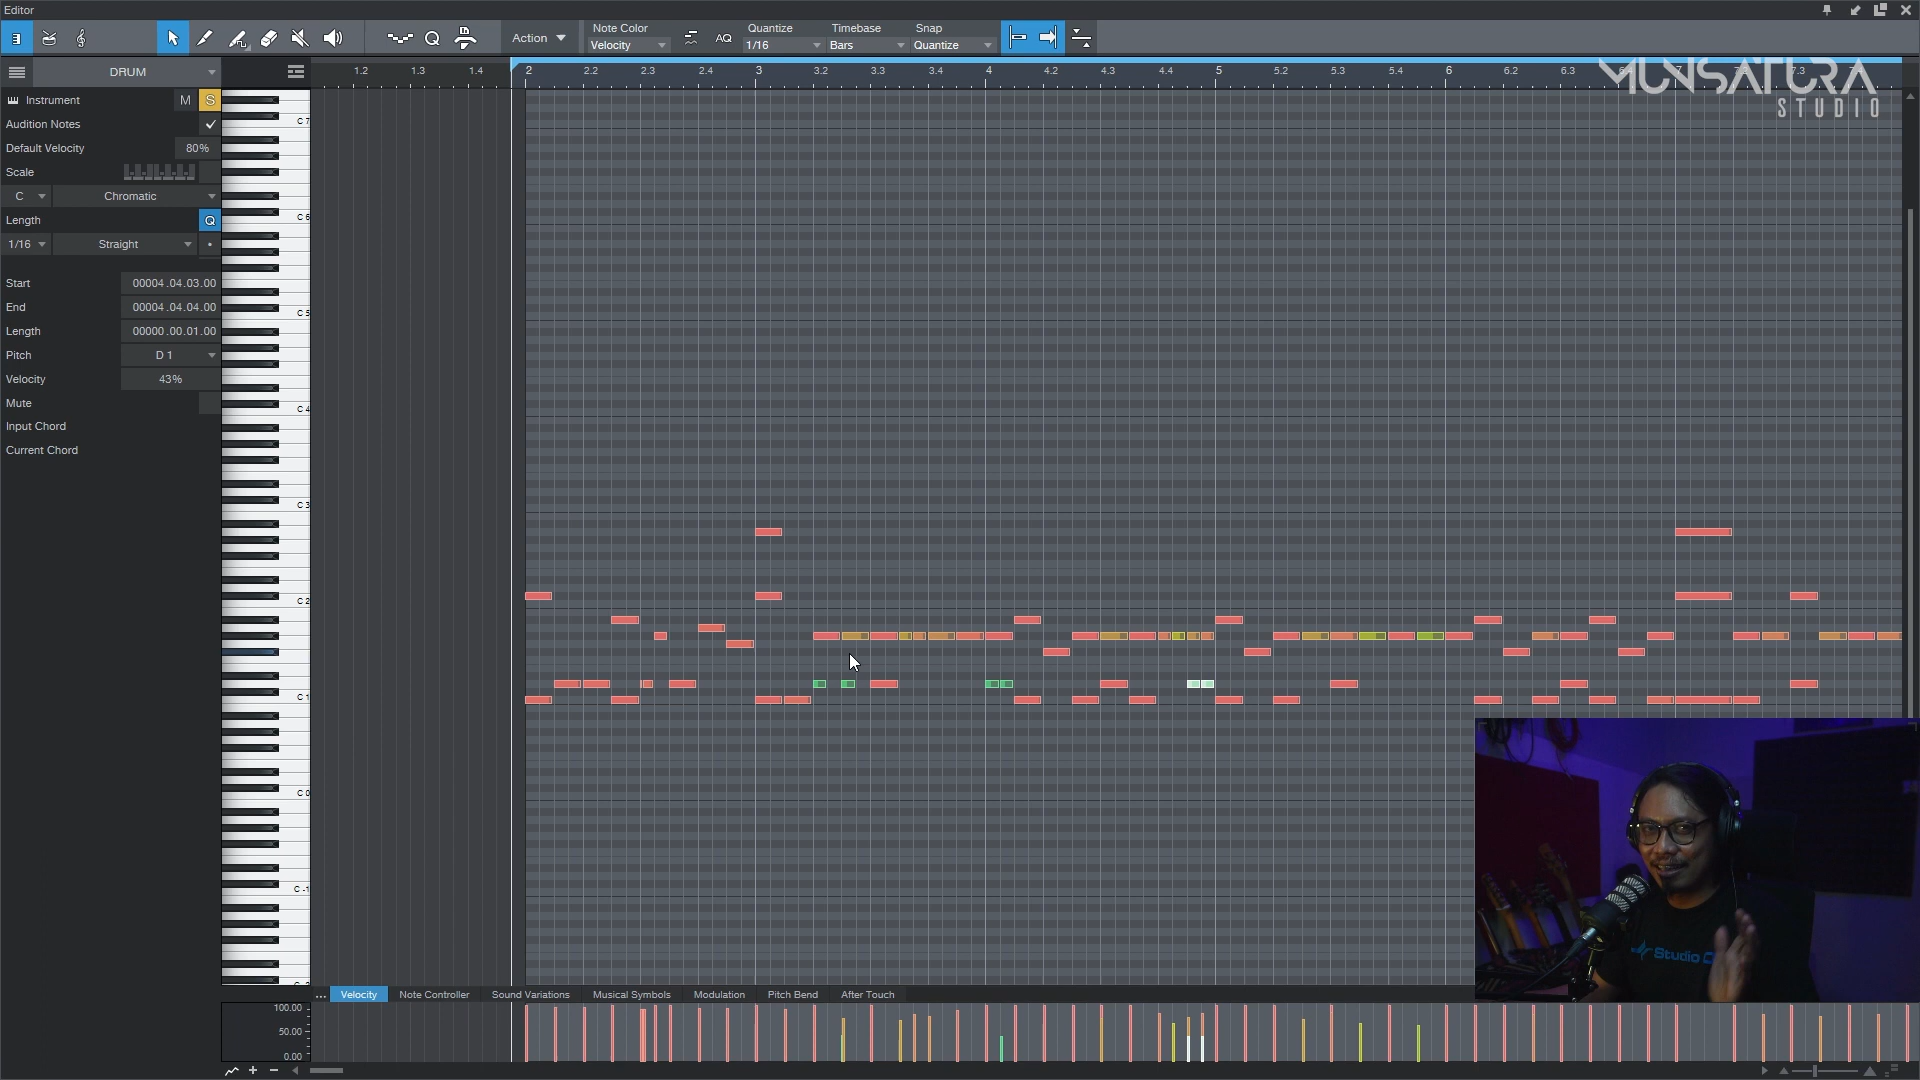 Editor
Action
Note Color
Velocity
AQ
Quantize
1/16
Timebase
Bars
Snap
Quantize
DRUM
1.2 1.3 1.4 2 2.2 2.3 2.4 3 3.2 3.3 3.4 4 4.2 4.3 4.4 5 5.2 5.3 5.4 6 6.2 6.3 7 7.3
MUNSATURA
STUDIO
Instrument M S
Audition Notes
Default Velocity 80%
Scale
C Chromatic
Length Q
1/16 Straight
Start 00004.04.03.00
End 00004.04.04.00
Length 00000.00.01.00
Pitch D 1
Velocity 43%
Mute
Input Chord
Current Chord
C 7
C 6
C 5
C 4
C 3
C 2
C 1
C 0
C -1
Studio
... Velocity Note Controller Sound Variations Musical Symbols Modulation Pitch Bend After Touch
100.00
50.00
0.00